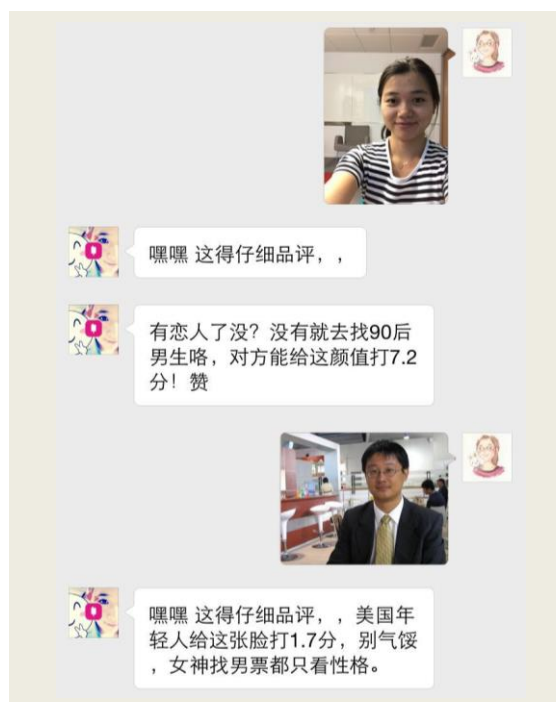 嘿嘿 这得仔细品评，，
有恋人了没？没有就去找90后
男生咯，对方能给这颜值打7.2
分！赞
嘿嘿 这得仔细品评，，美国年
轻人给这张脸打1.7分，别气馁
，女神找男票都只看性格。